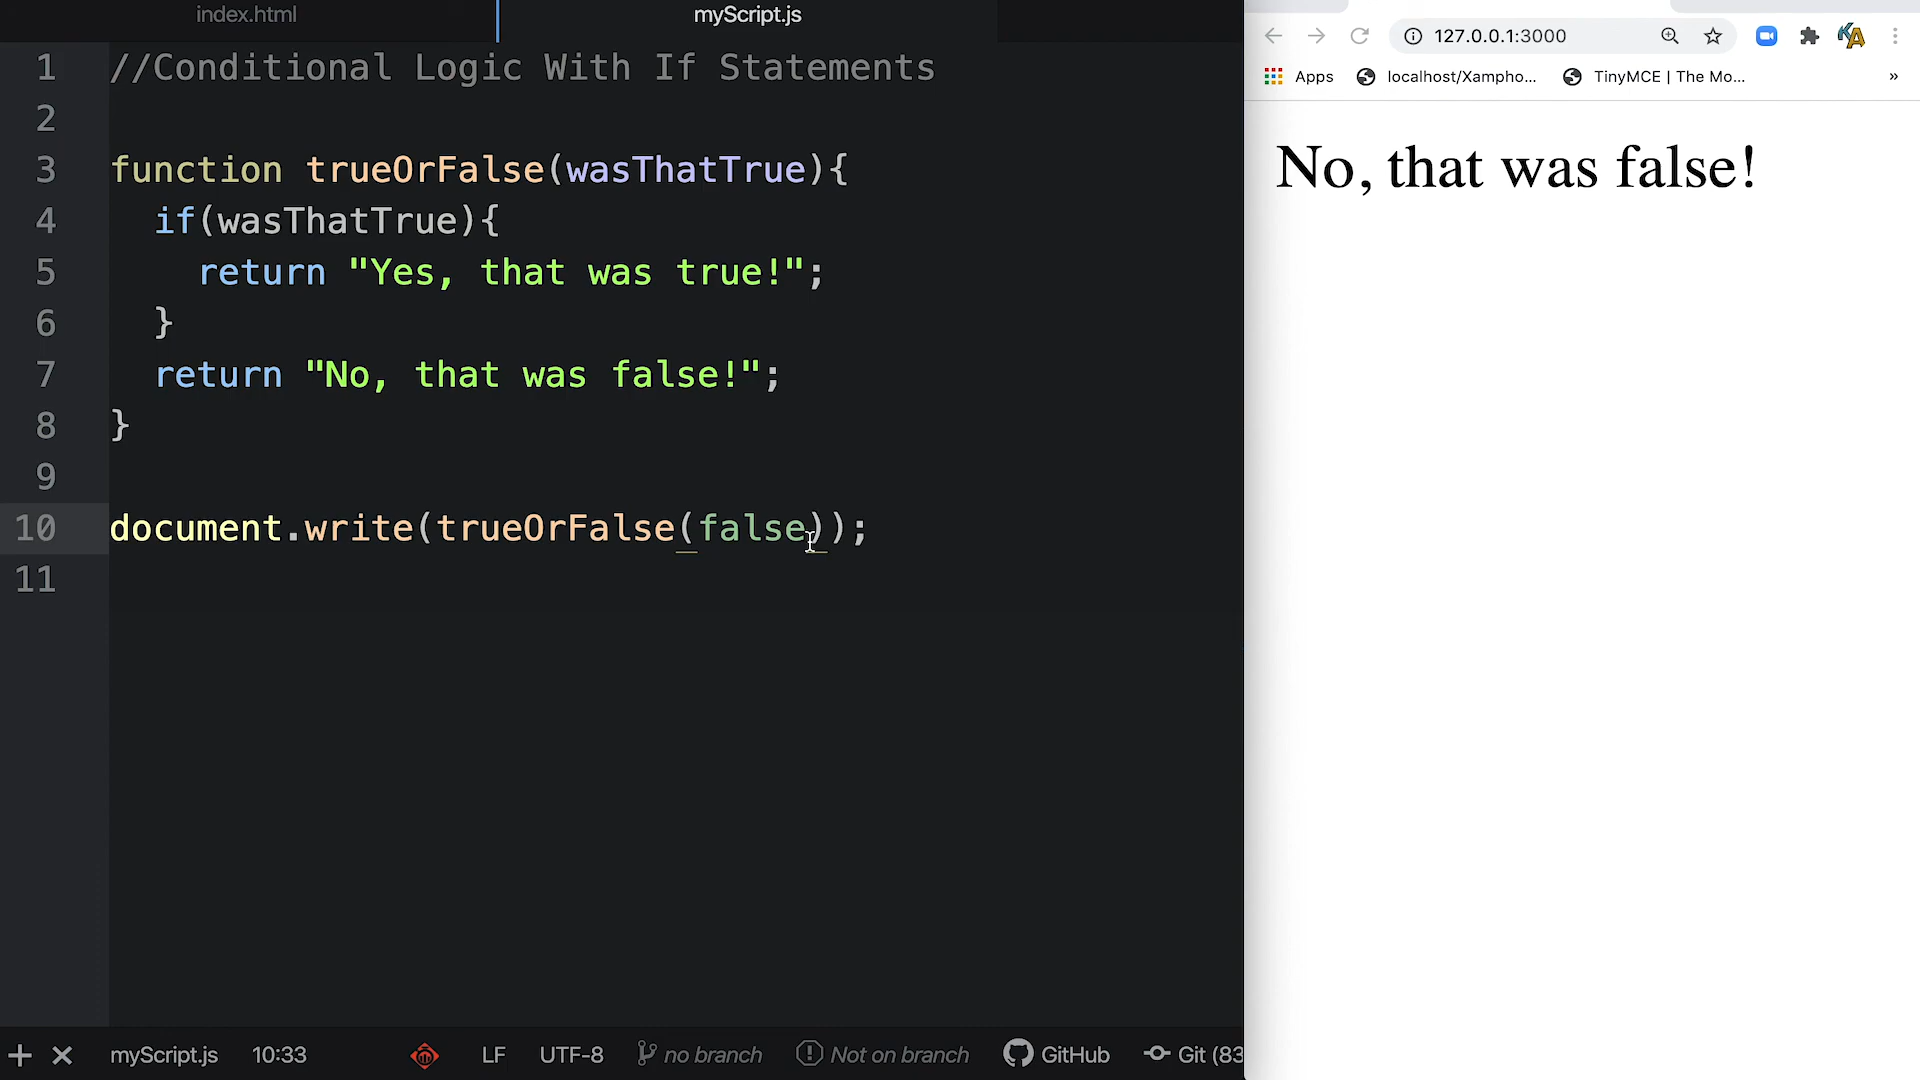 index.html
myScript.js
1 //Conditional Logic With If Statements
2
3 function trueOrFalse(wasThatTrue){
4   if(wasThatTrue){
5     return "Yes, that was true!";
6   }
7   return "No, that was false!";
8 }
9
10 document.write(trueOrFalse(false));
11
myScript.js 10:33 LF UTF-8 no branch Not on branch GitHub Git (83
127.0.0.1:3000
Apps localhost/Xampho... TinyMCE | The Mo... »
No, that was false!